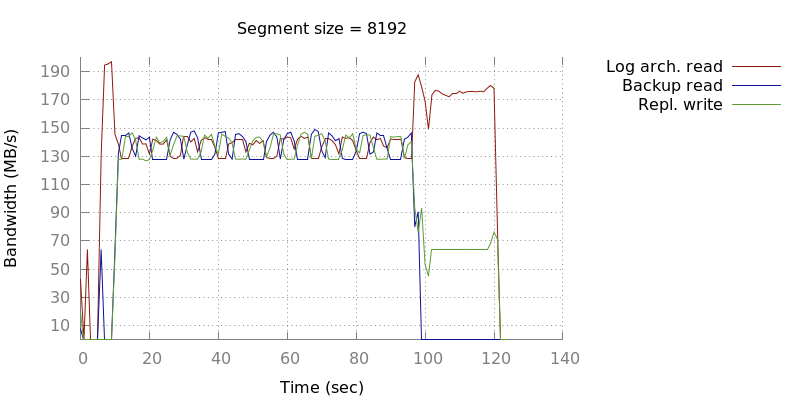 Segment size = 8192
Log arch. read
Backup read
Repl. write
Bandwidth (MB/s)
190
170
150
130
110
90
70
50
30
10
0 20 40 60 80 100 120 140
Time (sec)